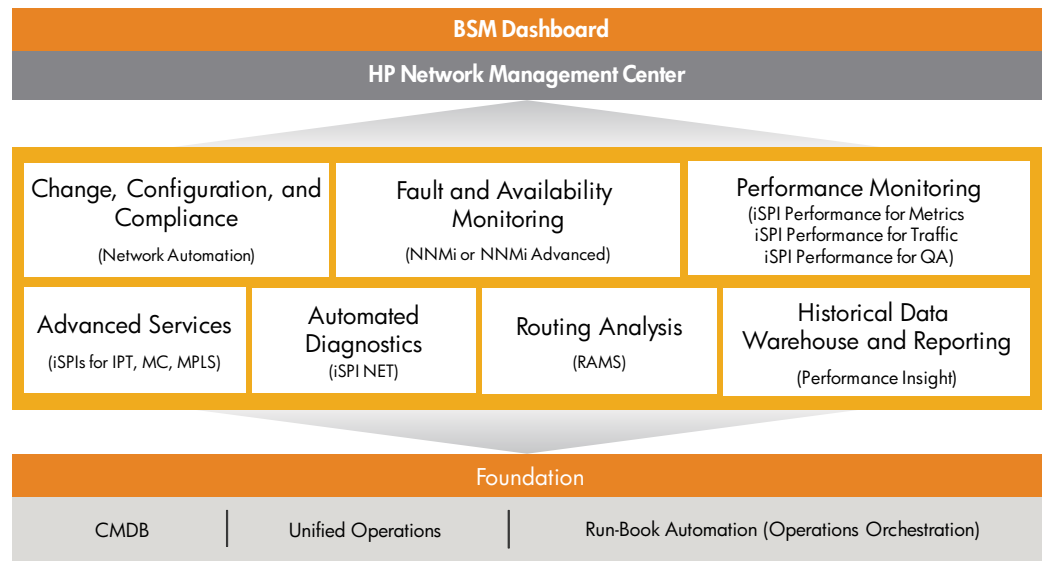 BSM Dashboard
HP Network Management Center
Change, Configuration, and
Compliance
(Network Automation)
Fault and Availability
Monitoring
(NNMi or NNMi Advanced)
Performance Monitoring
(iSPI Performance for Metrics
iSPI Performance for Traffic
iSPI Performance for QA)
Advanced Services
(iSPIs for IPT, MC, MPLS)
Automated
Diagnostics
(iSPI NET)
Routing Analysis
(RAMS)
Historical Data
Warehouse and Reporting
(Performance Insight)
Foundation
CMDB
Unified Operations
Run-Book Automation (Operations Orchestration)